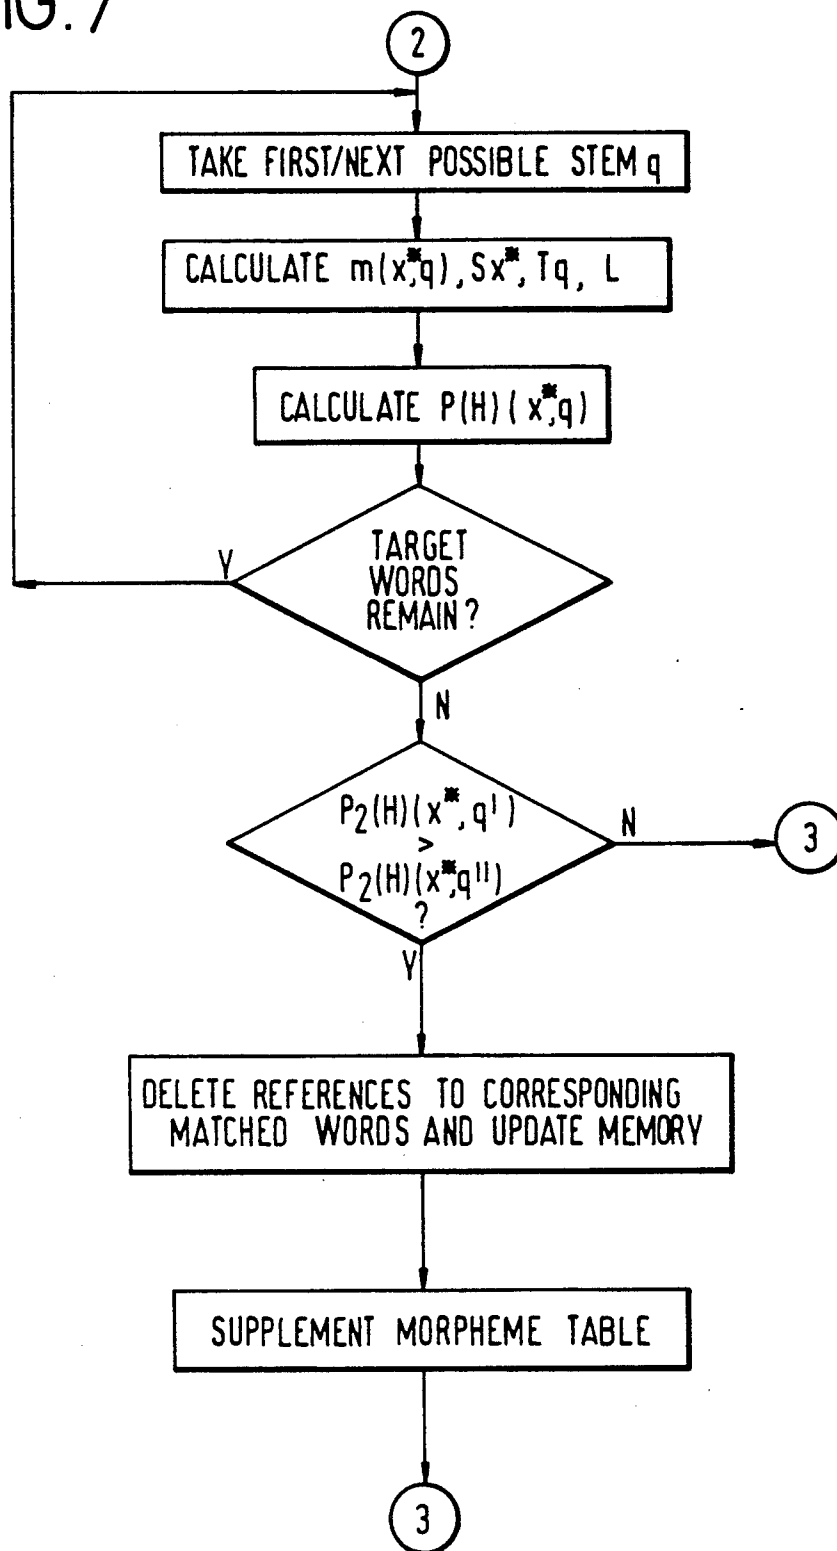 FIG. 7
2
TAKE FIRST/NEXT POSSIBLE STEM q
CALCULATE m(x*,q), Sx*, Tq, L
CALCULATE P(H)(x*,q)
TARGET
WORDS
REMAIN?
Y
N
P2(H)(x*, q')
>
P2(H)(x*,q'')
?
N
3
Y
DELETE REFERENCES TO CORRESPONDING
MATCHED WORDS AND UPDATE MEMORY
SUPPLEMENT MORPHEME TABLE
3